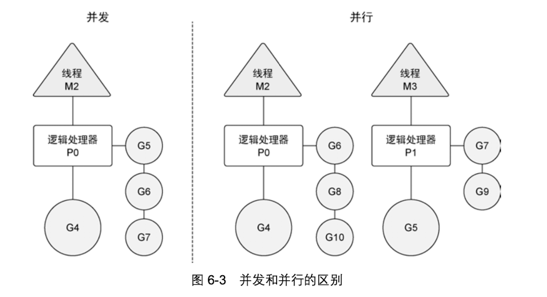 并发
线程
M2
逻辑处理器
P0
G5
G6
G7
G4
并行
线程
M2
逻辑处理器
P0
G6
G8
G10
G4
线程
M3
逻辑处理器
P1
G7
G9
G5
图 6-3 并发和并行的区别